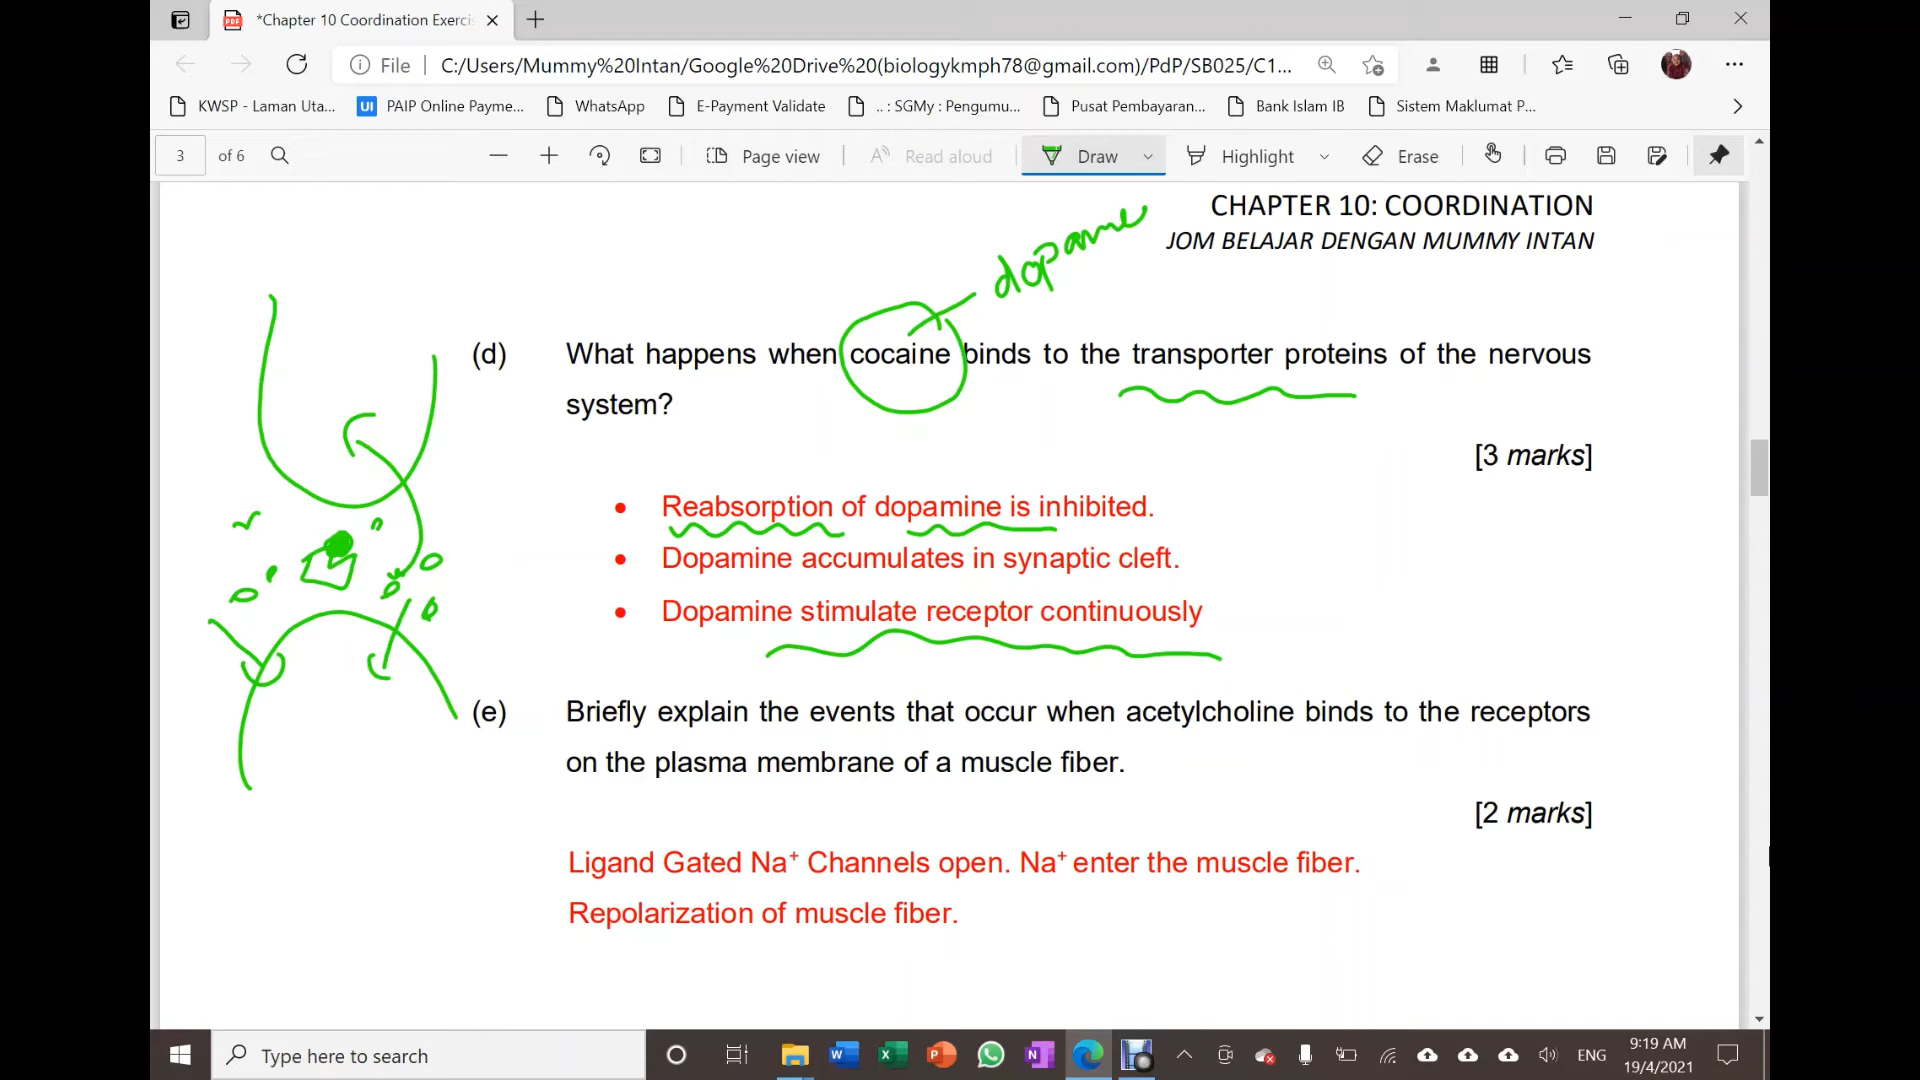 *Chapter 10 Coordination Exerci
File
C:/Users/Mummy%20Intan/Google%20Drive%20(biologykmph78@gmail.com)/PdP/SB025/C1...
KWSP - Laman Uta...
PAIP Online Payme...
WhatsApp
E-Payment Validate
.. : SGMy : Pengumu...
Pusat Pembayaran...
Bank Islam IB
Sistem Maklumat P...
3 of 6
Page view
Read aloud
Draw
Highlight
Erase
CHAPTER 10: COORDINATION
JOM BELAJAR DENGAN MUMMY INTAN
(d) What happens when cocaine binds to the transporter proteins of the nervous
system?
[3 marks]
• Reabsorption of dopamine is inhibited.
• Dopamine accumulates in synaptic cleft.
• Dopamine stimulate receptor continuously
(e) Briefly explain the events that occur when acetylcholine binds to the receptors
on the plasma membrane of a muscle fiber.
[2 marks]
Ligand Gated Na⁺ Channels open. Na⁺ enter the muscle fiber.
Repolarization of muscle fiber.
Type here to search
ENG
9:19 AM
19/4/2021